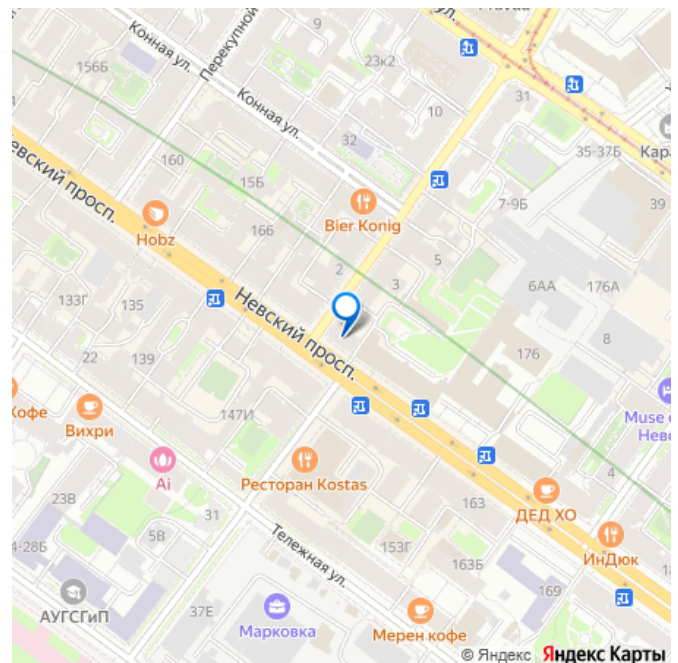 Конная ул.
Перекупной
9
ул.
23к2
156Б
Конная ул.
10
31
32
35-37Б
Кара
160
15Б
7-9Б
39
Bier Konig
Hobz
166
5
2
3
6АА
176А
Невский просп.
133Г
135
Невский просп.
8
22
139
176
Muse
Невс
Кофе
Вихри
147И
4
Ai
Ресторан Kostas
163
ДЕД ХО
23В
31
5В
153Г
ИнДюк
4-28Б
Тележная ул.
163Б
169
АУГСГиП
37Е
Марковка
Мерен кофе
© Яндекс Яндекс Карты